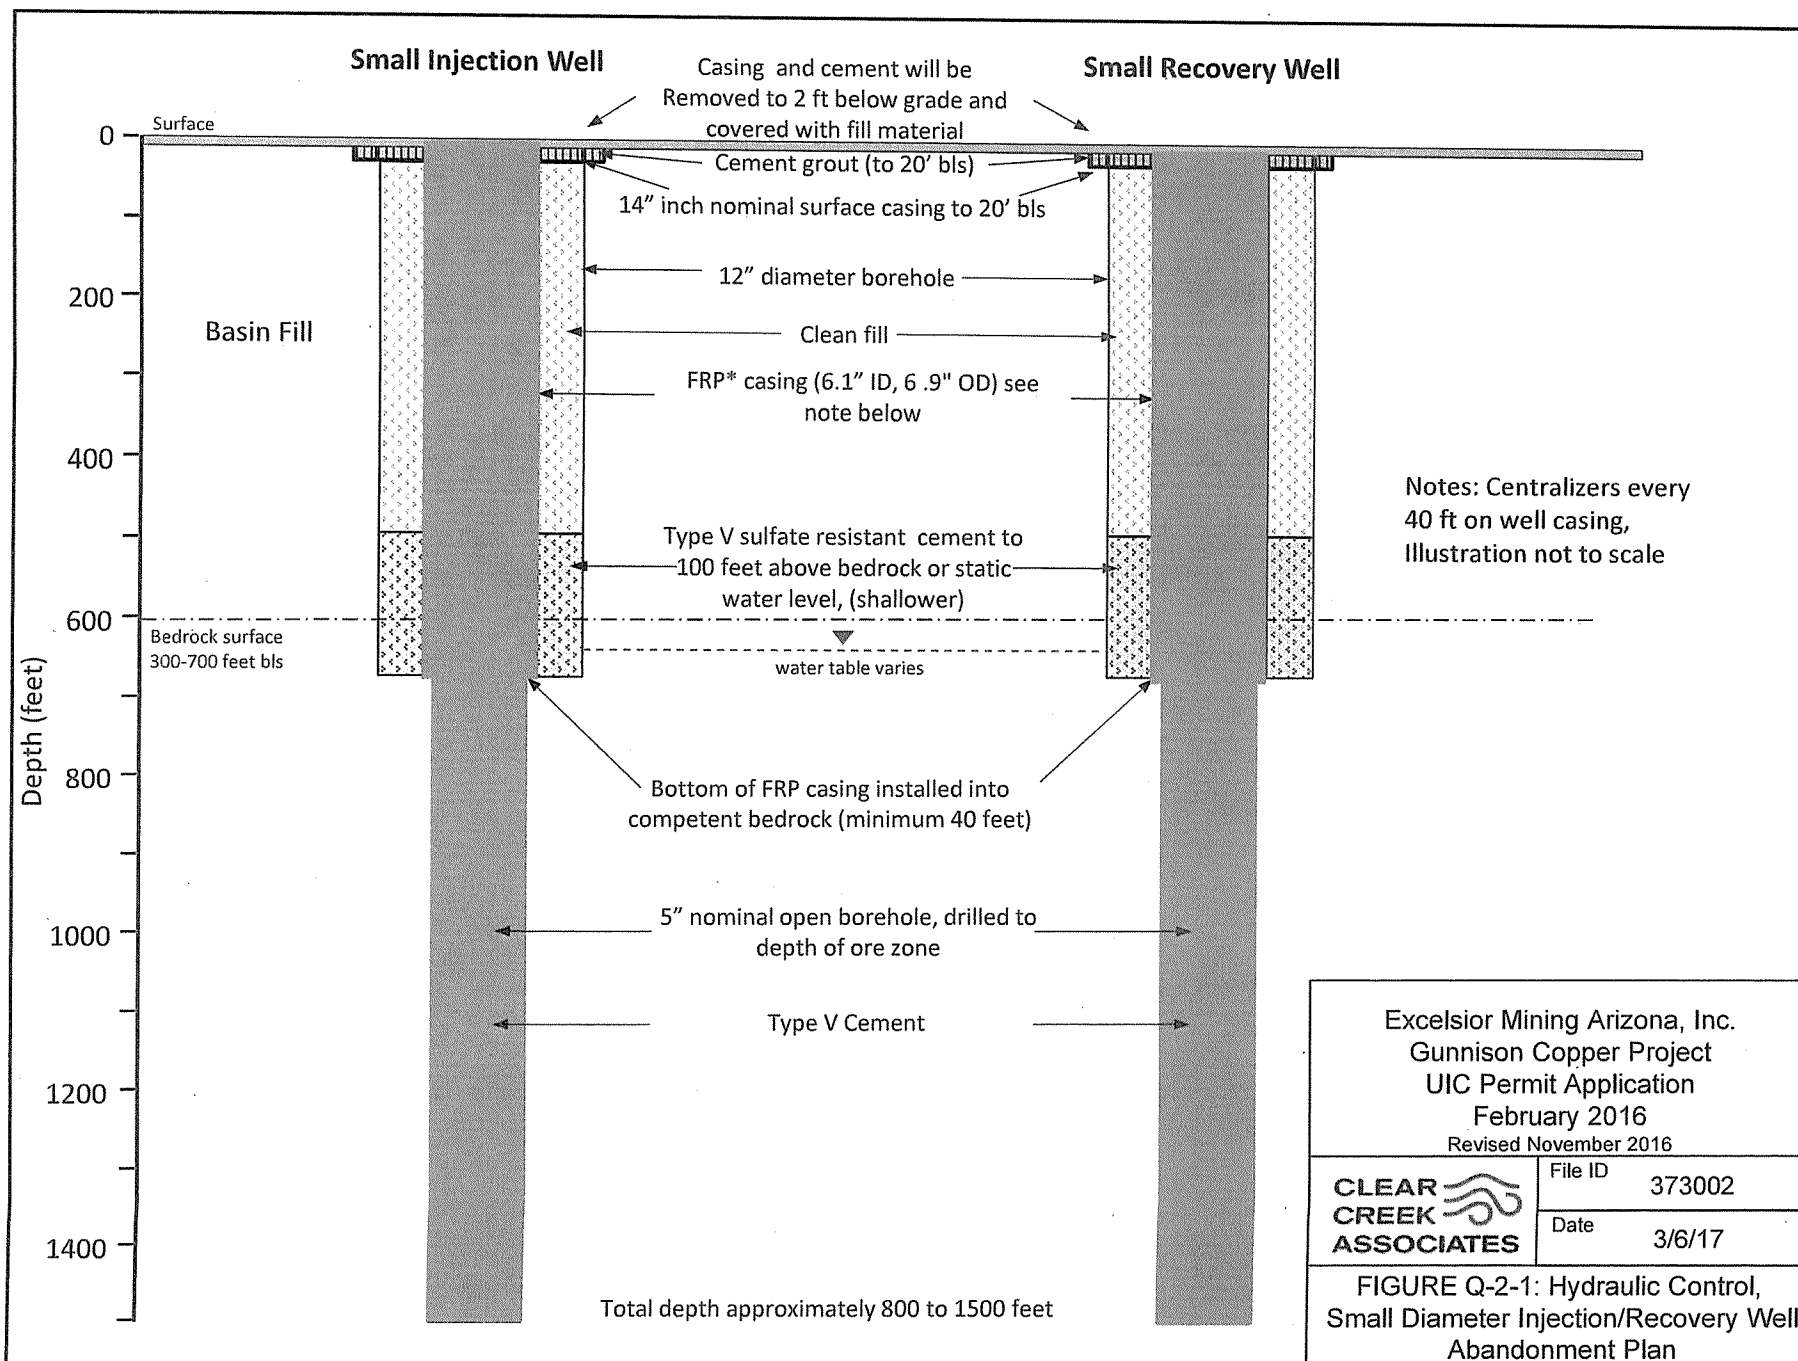 Small Injection Well
Small Recovery Well
Casing and cement will be
Removed to 2 ft below grade and
covered with fill material
Surface
Cement grout (to 20' bls)
14" inch nominal surface casing to 20' bls
12" diameter borehole
Basin Fill
Clean fill
FRP* casing (6.1" ID, 6 .9" OD) see
note below
Type V sulfate resistant cement to
100 feet above bedrock or static
water level, (shallower)
Notes: Centralizers every
40 ft on well casing,
Illustration not to scale
Bedrock surface
300-700 feet bls
water table varies
Bottom of FRP casing installed into
competent bedrock (minimum 40 feet)
5" nominal open borehole, drilled to
depth of ore zone
Type V Cement
Total depth approximately 800 to 1500 feet
Depth (feet)
0
200
400
600
800
1000
1200
1400
Excelsior Mining Arizona, Inc.
Gunnison Copper Project
UIC Permit Application
February 2016
Revised November 2016
CLEAR
CREEK
ASSOCIATES
File ID
373002
Date
3/6/17
FIGURE Q-2-1: Hydraulic Control,
Small Diameter Injection/Recovery Well
Abandonment Plan